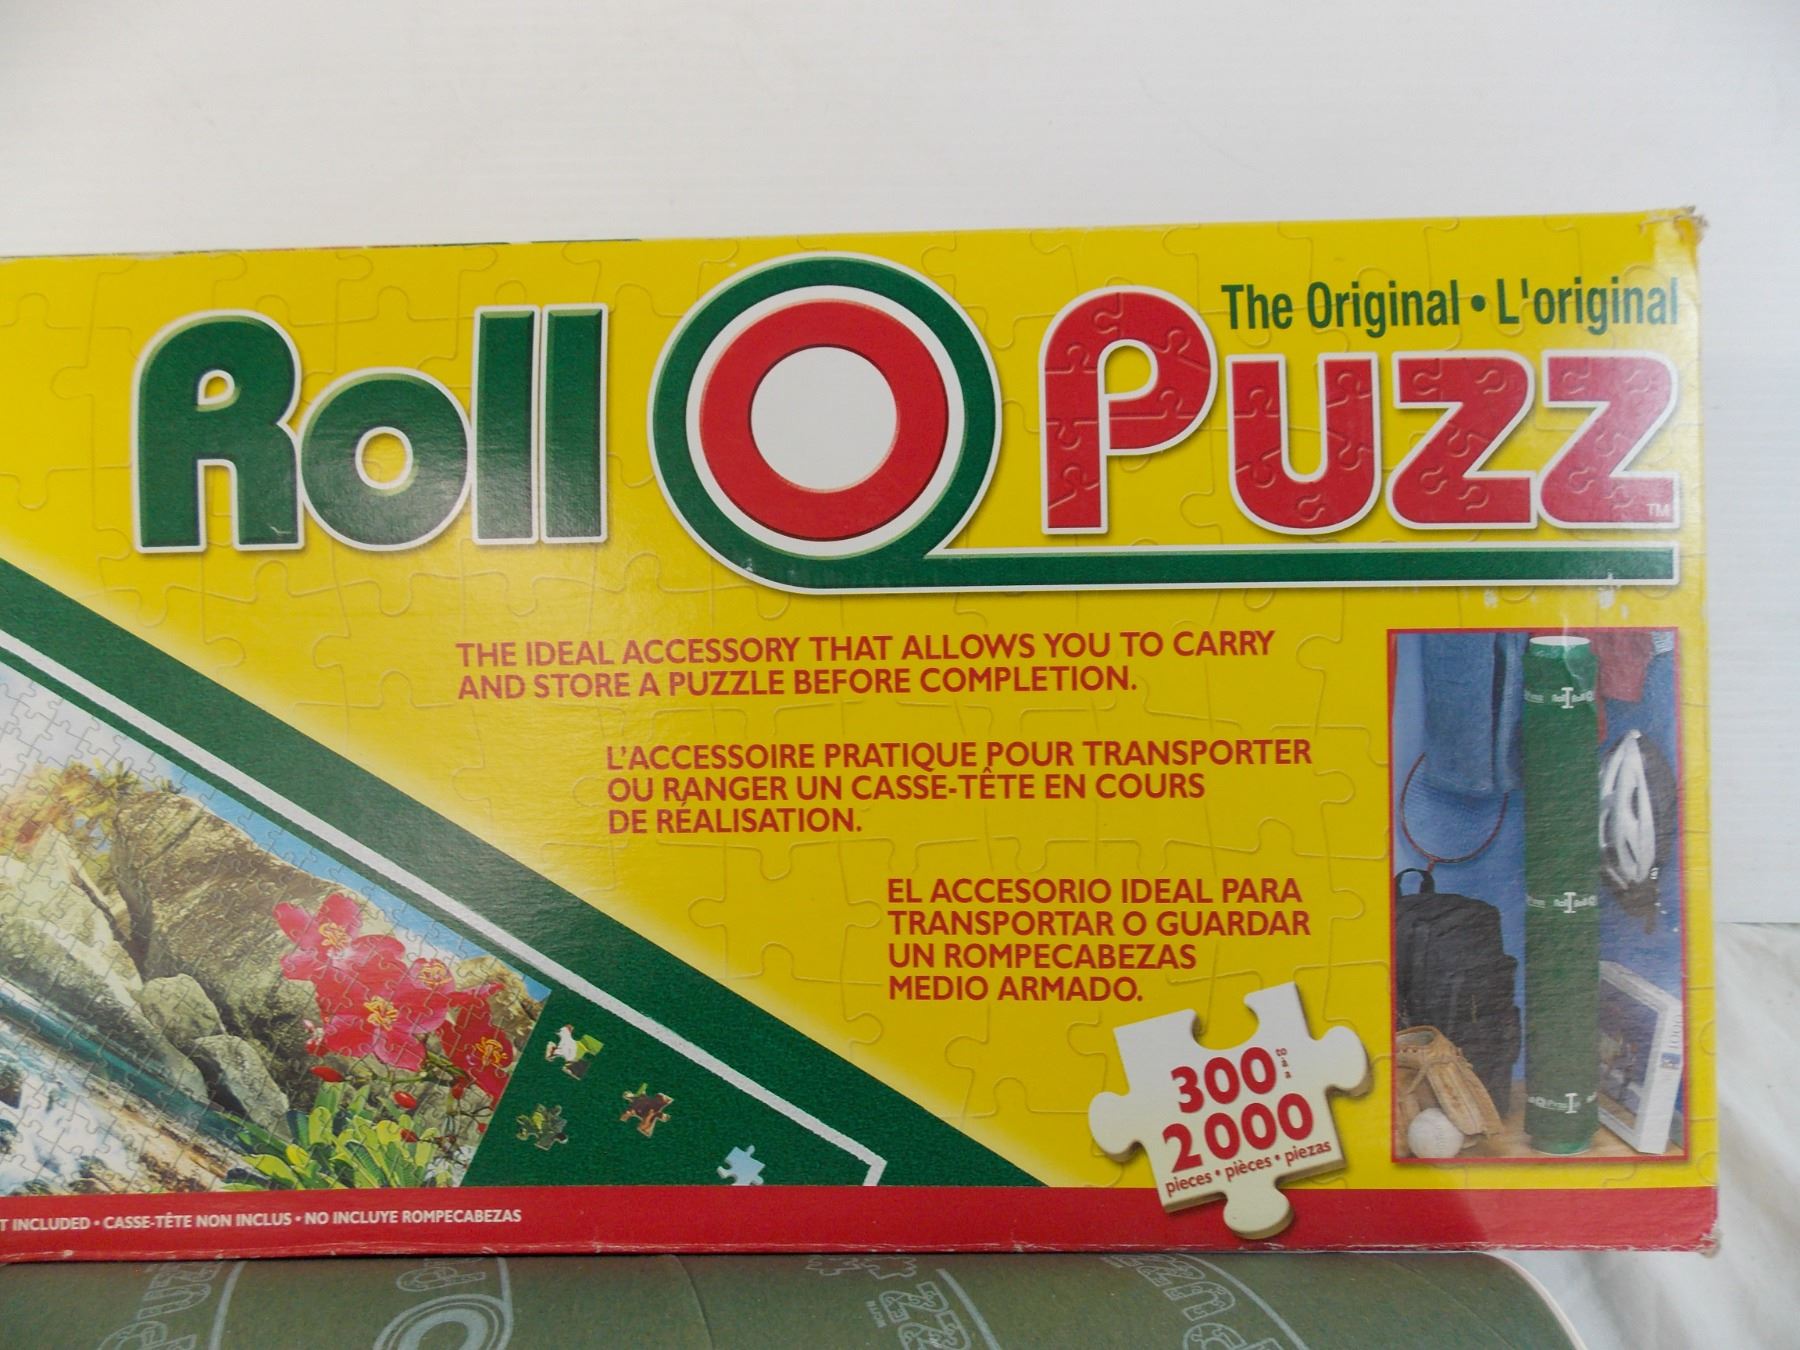 The Original • L'original
Roll O Puzz
TM
THE IDEAL ACCESSORY THAT ALLOWS YOU TO CARRY
AND STORE A PUZZLE BEFORE COMPLETION.
L'ACCESSOIRE PRATIQUE POUR TRANSPORTER
OU RANGER UN CASSE-TÊTE EN COURS
DE RÉALISATION.
EL ACCESORIO IDEAL PARA
TRANSPORTAR O GUARDAR
UN ROMPECABEZAS
MEDIO ARMADO.
300 to à a
2000
pieces • pièces • piezas
T INCLUDED • CASSE-TÊTE NON INCLUS • NO INCLUYE ROMPECABEZAS